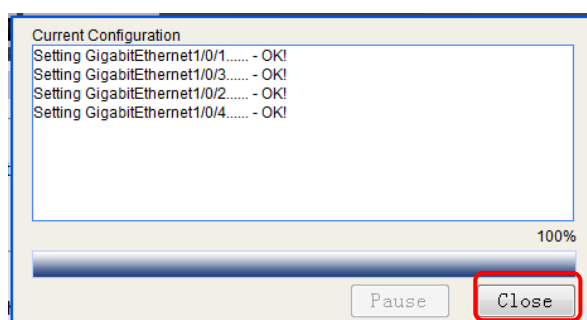 Current Configuration
Setting GigabitEthernet1/0/1...... - OK!
Setting GigabitEthernet1/0/3...... - OK!
Setting GigabitEthernet1/0/2...... - OK!
Setting GigabitEthernet1/0/4...... - OK!
100%
Pause Close